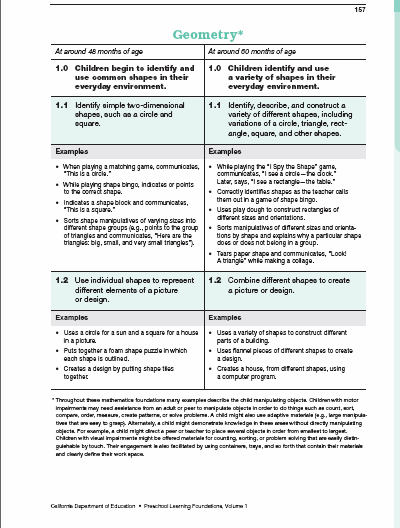 157
Geometry*
At around 48 months of age
At around 60 months of age
1.0 Children begin to identify and
use common shapes in their
everyday environment.
1.0 Children identify and use
a variety of shapes in their
everyday environment.
1.1 Identify simple two-dimensional
shapes, such as a circle and
square.
1.1 Identify, describe, and construct a
variety of different shapes, including
variations of a circle, triangle, rect-
angle, square, and other shapes.
Examples
• When playing a matching game, communicates,
"This is a circle."
• While playing shape bingo, indicates or points
to the correct shape.
• Indicates a shape block and communicates,
"This is a square."
• Sorts shape manipulatives of varying sizes into
different shape groups (e.g., points to the group
of triangles and communicates, "Here are the
triangles: big, small, and very small triangles").
Examples
• While playing the "I Spy the Shape" game,
communicates, "I see a circle—the clock."
Later, says, "I see a rectangle—the table."
• Correctly identifies shapes as the teacher calls
them out in a game of shape bingo.
• Uses play dough to construct rectangles of
different sizes and orientations.
• Sorts manipulatives of different sizes and orienta-
tions by shape and explains why a particular shape
does or does not belong in a group.
• Tears paper shape and communicates, "Look!
A triangle" while making a collage.
1.2 Use individual shapes to represent
different elements of a picture
or design.
1.2 Combine different shapes to create
a picture or design.
Examples
• Uses a circle for a sun and a square for a house
in a picture.
• Puts together a foam shape puzzle in which
each shape is outlined.
• Creates a design by putting shape tiles
together.
Examples
• Uses a variety of shapes to construct different
parts of a building.
• Uses flannel pieces of different shapes to create
a design.
• Creates a house, from different shapes, using
a computer program.
* Throughout these mathematics foundations many examples describe the child manipulating objects. Children with motor
impairments may need assistance from an adult or peer to manipulate objects in order to do things such as count, sort,
compare, order, measure, create patterns, or solve problems. A child might also use adaptive materials (e.g., large manipula-
tives that are easy to grasp). Alternately, a child might demonstrate knowledge in these areas without directly manipulating
objects. For example, a child might direct a peer or teacher to place several objects in order from smallest to largest.
Children with visual impairments might be offered materials for counting, sorting, or problem solving that are easily distin-
guishable by touch. Their engagement is also facilitated by using containers, trays, and so forth that contain their materials
and clearly define their work space.
California Department of Education • Preschool Learning Foundations, Volume 1